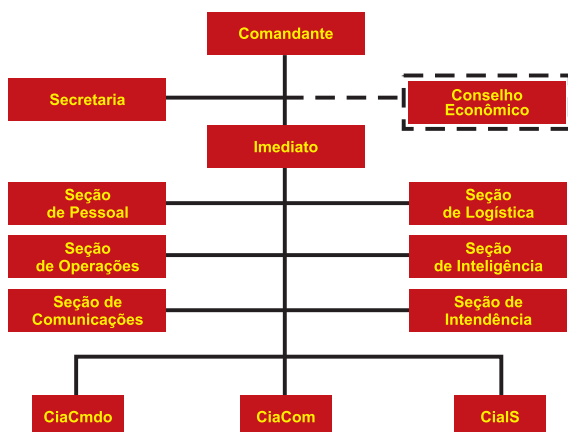 Comandante
Secretaria
Conselho
Econômico
Imediato
Seção
de Pessoal
Seção
de Logística
Seção
de Operações
Seção
de Inteligência
Seção de
Comunicações
Seção de
Intendência
CiaCmdo
CiaCom
CiaIS